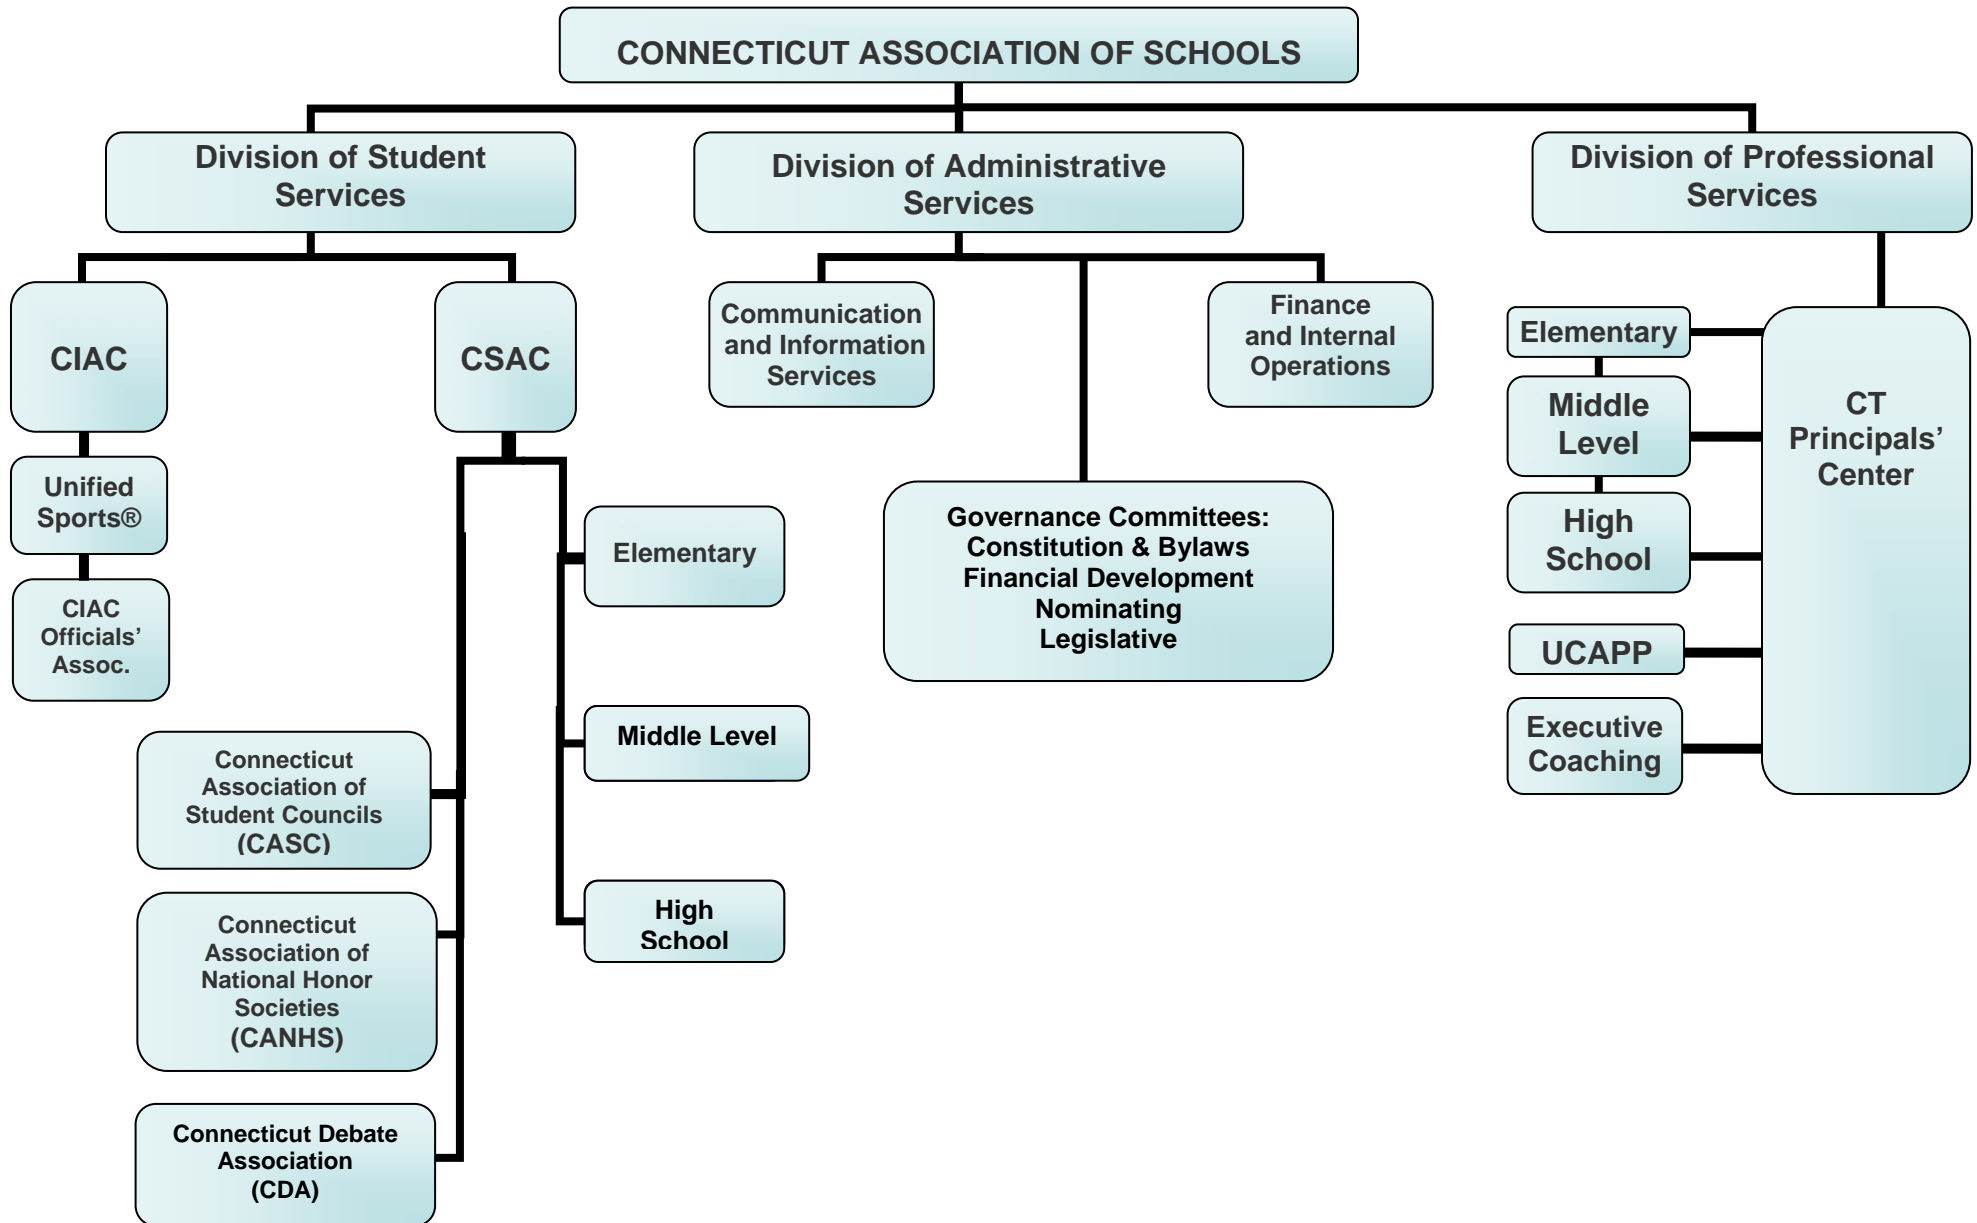 CONNECTICUT ASSOCIATION OF SCHOOLS
Division of Student
Services
Division of Administrative
Services
Division of Professional
Services
CIAC
CSAC
Communication
and Information
Services
Finance
and Internal
Operations
Unified
Sports®
CIAC
Officials’
Assoc.
Elementary
Middle Level
High
School
Connecticut
Association of
Student Councils
(CASC)
Connecticut
Association of
National Honor
Societies
(CANHS)
Connecticut Debate
Association
(CDA)
Governance Committees:
Constitution & Bylaws
Financial Development
Nominating
Legislative
Elementary
Middle
Level
High
School
UCAPP
Executive
Coaching
CT
Principals’
Center